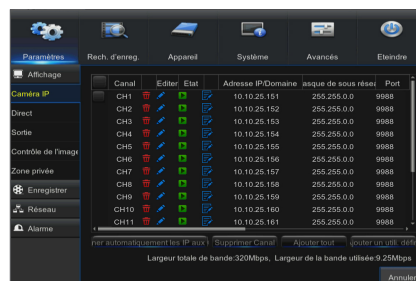 Paramètres Rech. d'enreg. Appareil Système Avancés Eteindre
Affichage
Caméra IP
Direct
Sortie
Contrôle de l'image
Zone privée
Enregistrer
Réseau
Alarme
Canal Editer Etat Adresse IP/Domaine asque de sous résea Port
CH1 10.10.25.151 255.255.0.0 9988
CH2 10.10.25.152 255.255.0.0 9988
CH3 10.10.25.153 255.255.0.0 9988
CH4 10.10.25.154 255.255.0.0 9988
CH5 10.10.25.155 255.255.0.0 9988
CH6 10.10.25.156 255.255.0.0 9988
CH7 10.10.25.157 255.255.0.0 9988
CH8 10.10.25.158 255.255.0.0 9988
CH9 10.10.25.159 255.255.0.0 9988
CH10 10.10.25.160 255.255.0.0 9988
CH11 10.10.25.161 255.255.0.0 9988
ner automatiquement les IP aux Supprimer Canal Ajouter tout jouter un utili. défi
Largeur totale de bande:320Mbps, Largeur de la bande utilisée:9.25Mbps
Annuler